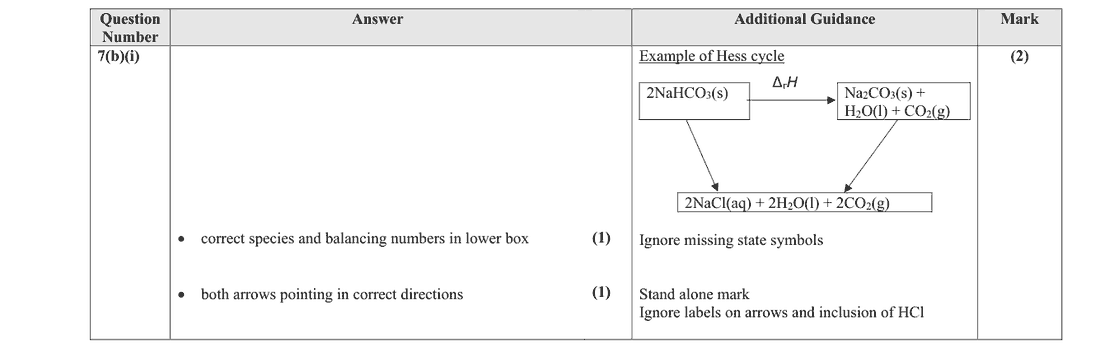 Question Number
Answer
Additional Guidance
Mark
7(b)(i)
Example of Hess cycle
(2)
2NaHCO₃(s)
ΔᵣH
Na₂CO₃(s) +
H₂O(l) + CO₂(g)
2NaCl(aq) + 2H₂O(l) + 2CO₂(g)
• correct species and balancing numbers in lower box (1)
Ignore missing state symbols
• both arrows pointing in correct directions (1)
Stand alone mark
Ignore labels on arrows and inclusion of HCl